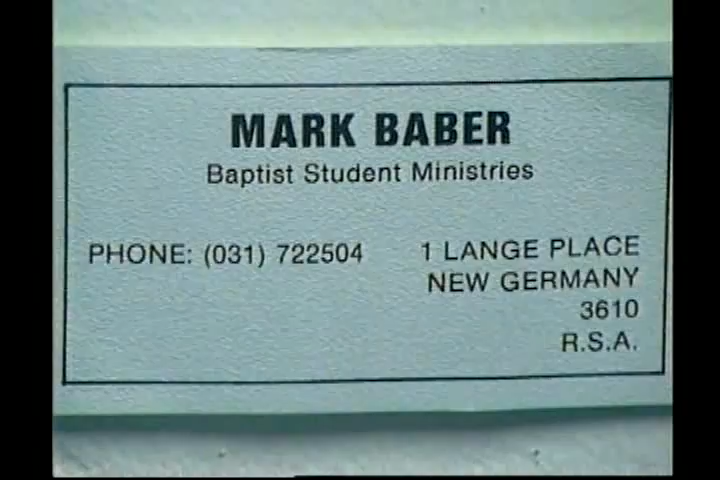 MARK BABER
Baptist Student Ministries
PHONE: (031) 722504
1 LANGE PLACE
NEW GERMANY
3610
R.S.A.